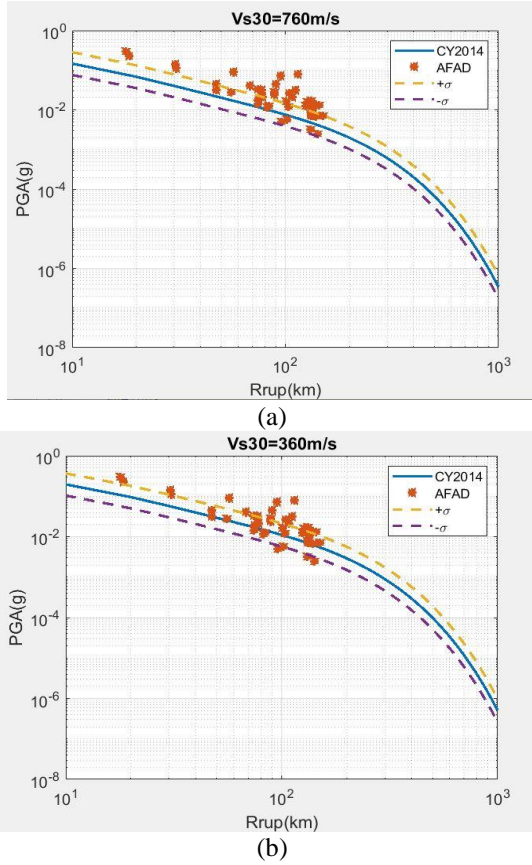 Vs30=760m/s
10^0
10^-2
10^-4
10^-6
10^-8
PGA(g)
CY2014
AFAD
+σ
-σ
10^1
10^2
10^3
Rrup(km)
(a)
Vs30=360m/s
10^0
10^-2
10^-4
10^-6
10^-8
PGA(g)
CY2014
AFAD
+σ
-σ
10^1
10^2
10^3
Rrup(km)
(b)